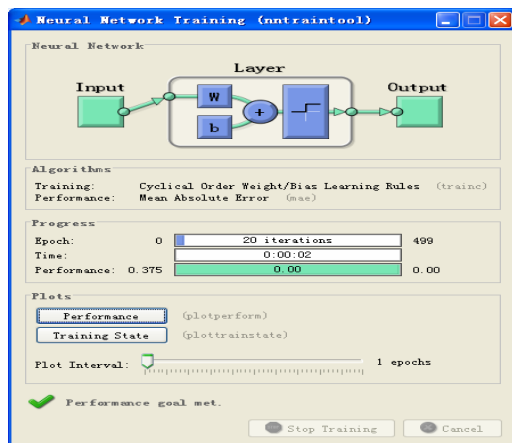 Neural Network Training (nntraintool)
Neural Network
Layer
Input
Output
W
b
+
Algorithms
Training: Cyclical Order Weight/Bias Learning Rules (trainc)
Performance: Mean Absolute Error (mae)
Progress
Epoch: 0 20 iterations 499
Time: 0:00:02
Performance: 0.375 0.00 0.00
Plots
Performance (plotperform)
Training State (plottrainstate)
Plot Interval: 1 epochs
Performance goal met.
Stop Training Cancel